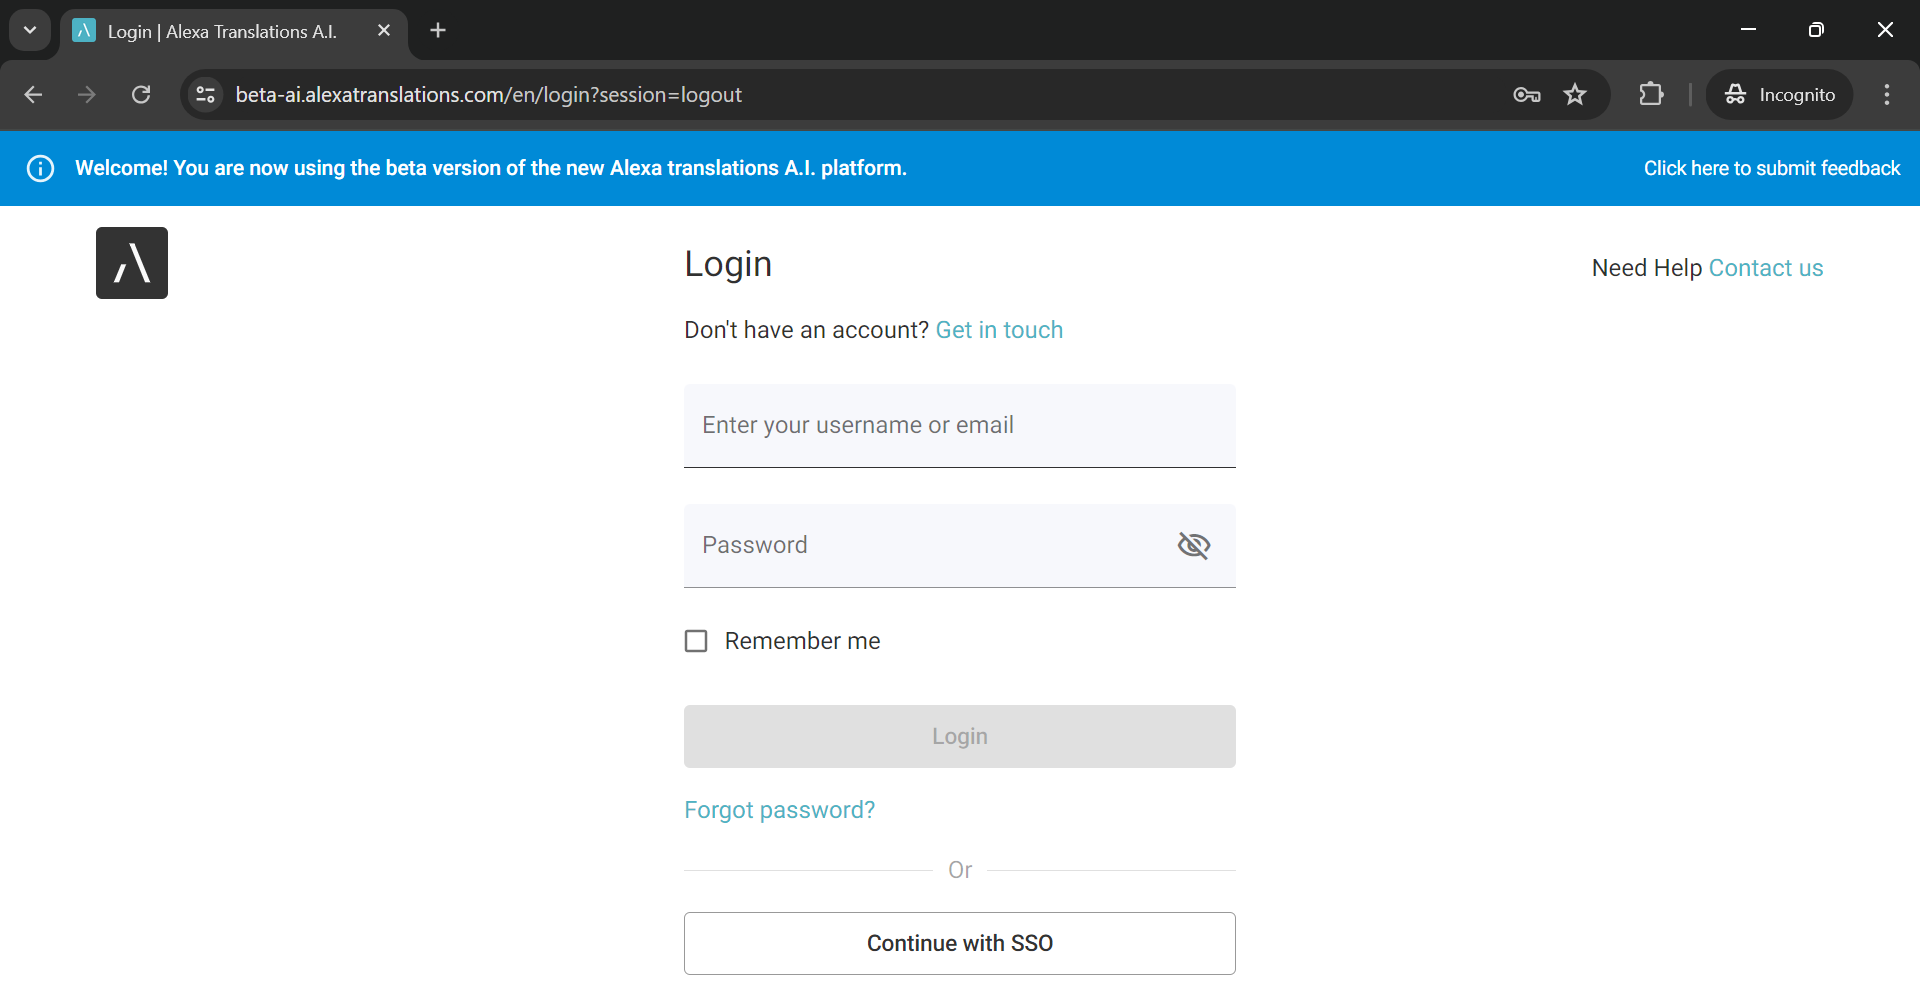 Login | Alexa Translations A.I.
beta-ai.alexatranslations.com/en/login?session=logout
Incognito
Welcome! You are now using the beta version of the new Alexa translations A.I. platform.
Click here to submit feedback
Login
Need Help Contact us
Don't have an account? Get in touch
Enter your username or email
Password
Remember me
Login
Forgot password?
Or
Continue with SSO